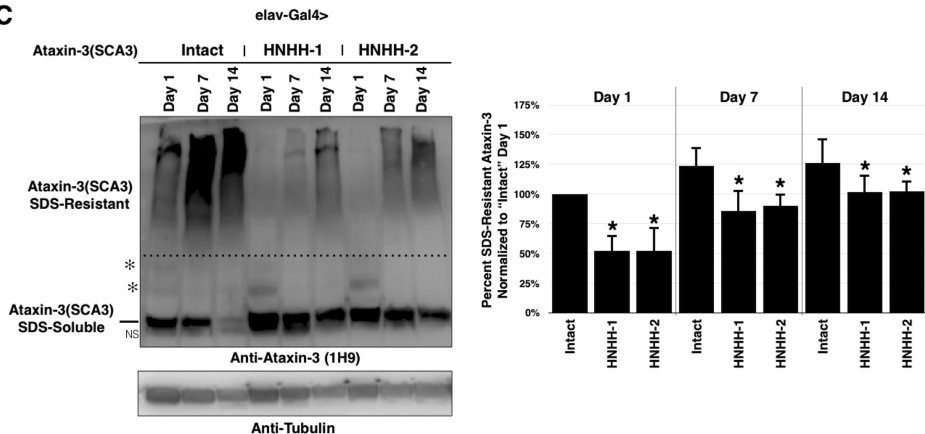 C
elav-Gal4>
Ataxin-3(SCA3) Intact | HNHH-1 | HNHH-2
Day 1 Day 7 Day 14 Day 1 Day 7 Day 14 Day 1 Day 7 Day 14
Ataxin-3(SCA3)
SDS-Resistant
*
*
Ataxin-3(SCA3)
SDS-Soluble
NS
Anti-Ataxin-3 (1H9)
Anti-Tubulin
Percent SDS-Resistant Ataxin-3
Normalized to “Intact” Day 1
Day 1 Day 7 Day 14
175%
150%
125%
100%
75%
50%
25%
0%
* * * * * *
Intact HNHH-1 HNHH-2 Intact HNHH-1 HNHH-2 Intact HNHH-1 HNHH-2